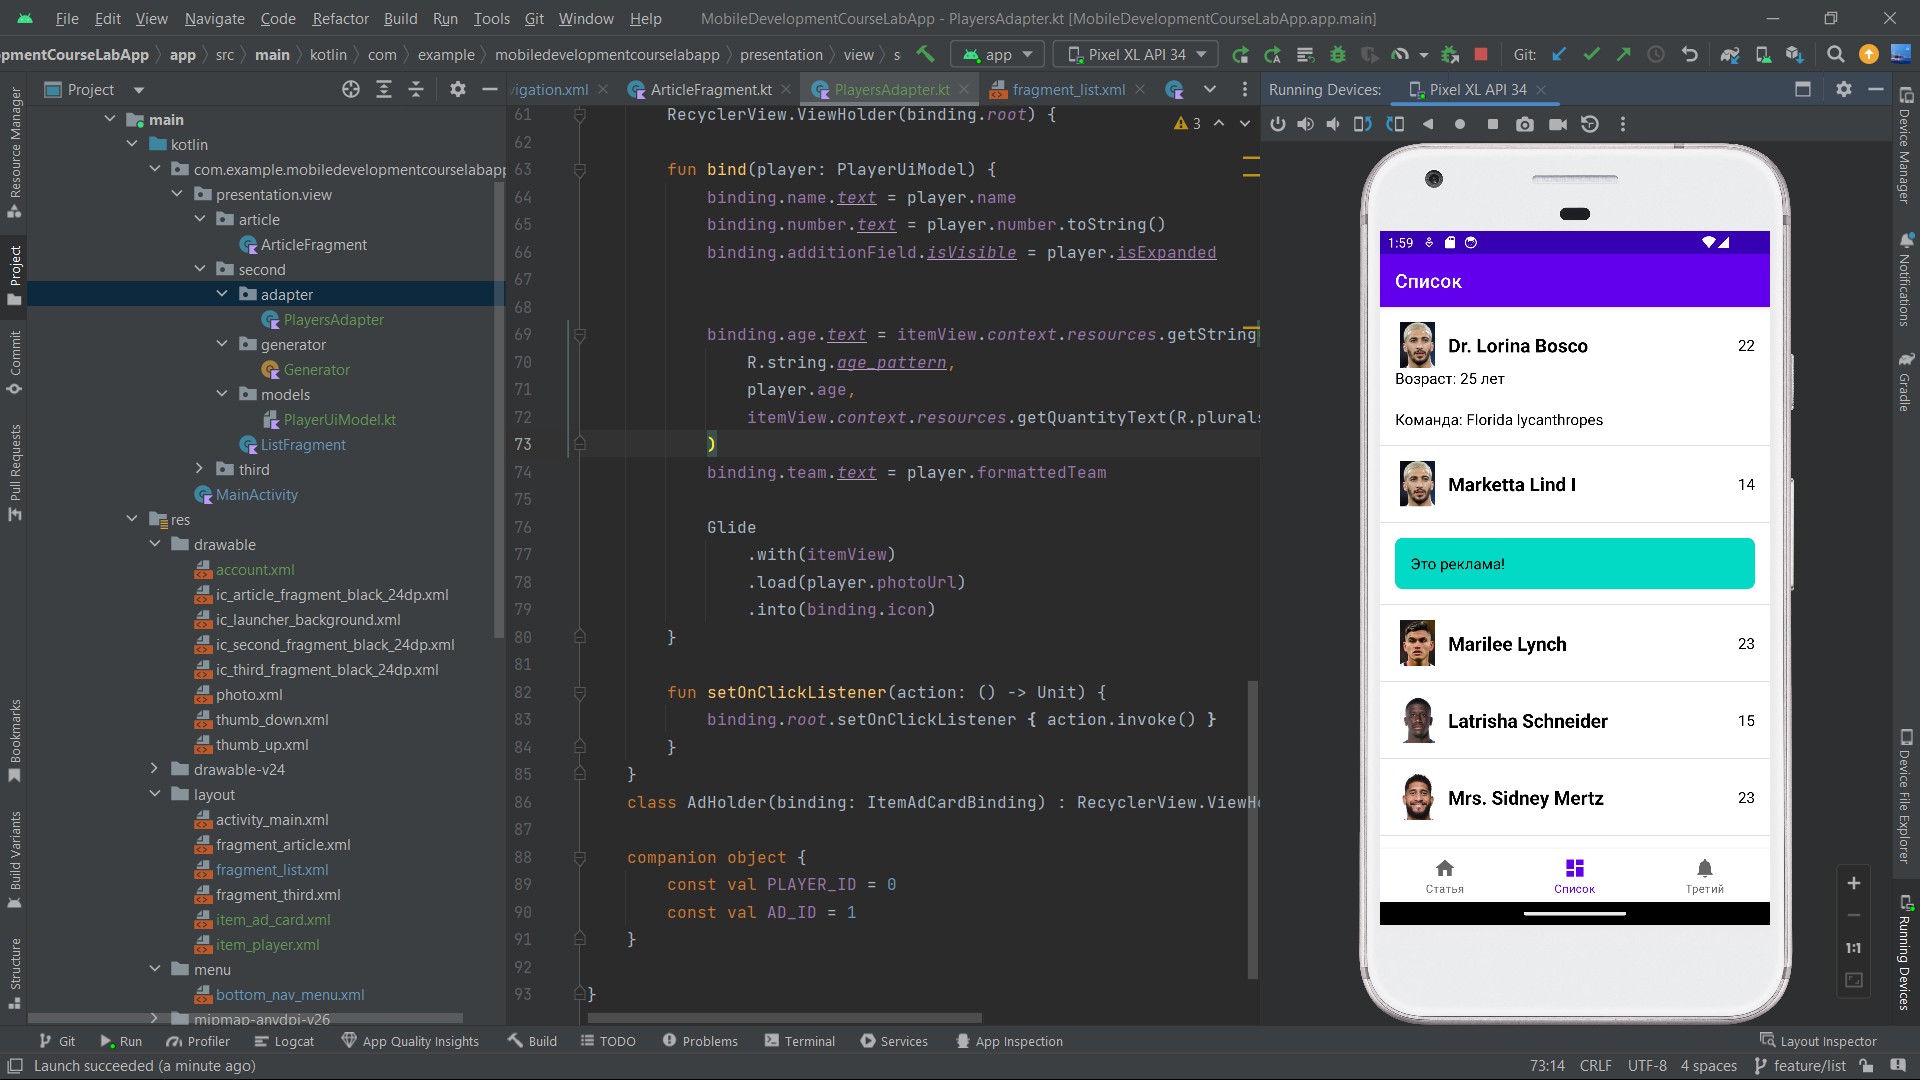 File Edit View Navigate Code Refactor Build Run Tools Git Window Help MobileDevelopmentCourseLabApp - PlayersAdapter.kt [MobileDevelopmentCourseLabApp.app.main]
opmentCourseLabApp app src main kotlin com example mobiledevelopmentcourselabapp presentation view s app Pixel XL API 34 Git:
Project vigation.xml ArticleFragment.kt PlayersAdapter.kt fragment_list.xml Running Devices: Pixel XL API 34
Resource Manager
Project
Commit
Pull Requests
Bookmarks
Build Variants
Structure
main
kotlin
com.example.mobiledevelopmentcourselabapp
presentation.view
article
ArticleFragment
second
adapter
PlayersAdapter
generator
Generator
models
PlayerUiModel.kt
ListFragment
third
MainActivity
res
drawable
account.xml
ic_article_fragment_black_24dp.xml
ic_launcher_background.xml
ic_second_fragment_black_24dp.xml
ic_third_fragment_black_24dp.xml
photo.xml
thumb_down.xml
thumb_up.xml
drawable-v24
layout
activity_main.xml
fragment_article.xml
fragment_list.xml
fragment_third.xml
item_ad_card.xml
item_player.xml
menu
bottom_nav_menu.xml
mipmap-anydpi-v26
3
61 RecyclerView.ViewHolder(binding.root) {
62
63 fun bind(player: PlayerUiModel) {
64 binding.name.text = player.name
65 binding.number.text = player.number.toString()
66 binding.additionField.isVisible = player.isExpanded
67
68
69 binding.age.text = itemView.context.resources.getString
70 R.string.age_pattern,
71 player.age,
72 itemView.context.resources.getQuantityText(R.plurals
73 )
74 binding.team.text = player.formattedTeam
75
76 Glide
77 .with(itemView)
78 .load(player.photoUrl)
79 .into(binding.icon)
80 }
81
82 fun setOnClickListener(action: () -> Unit) {
83 binding.root.setOnClickListener { action.invoke() }
84 }
85 }
86 class AdHolder(binding: ItemAdCardBinding) : RecyclerView.ViewHo
87
88 companion object {
89 const val PLAYER_ID = 0
90 const val AD_ID = 1
91 }
92
93 }
1:59
Список
Dr. Lorina Bosco 22
Возраст: 25 лет
Команда: Florida lycanthropes
Marketta Lind I 14
Это реклама!
Marilee Lynch 23
Latrisha Schneider 15
Mrs. Sidney Mertz 23
Статья Список Третий
1:1
Device Manager
Notifications
Gradle
Device File Explorer
Running Devices
Git Run Profiler Logcat App Quality Insights Build TODO Problems Terminal Services App Inspection Layout Inspector
Launch succeeded (a minute ago) 73:14 CRLF UTF-8 4 spaces feature/list